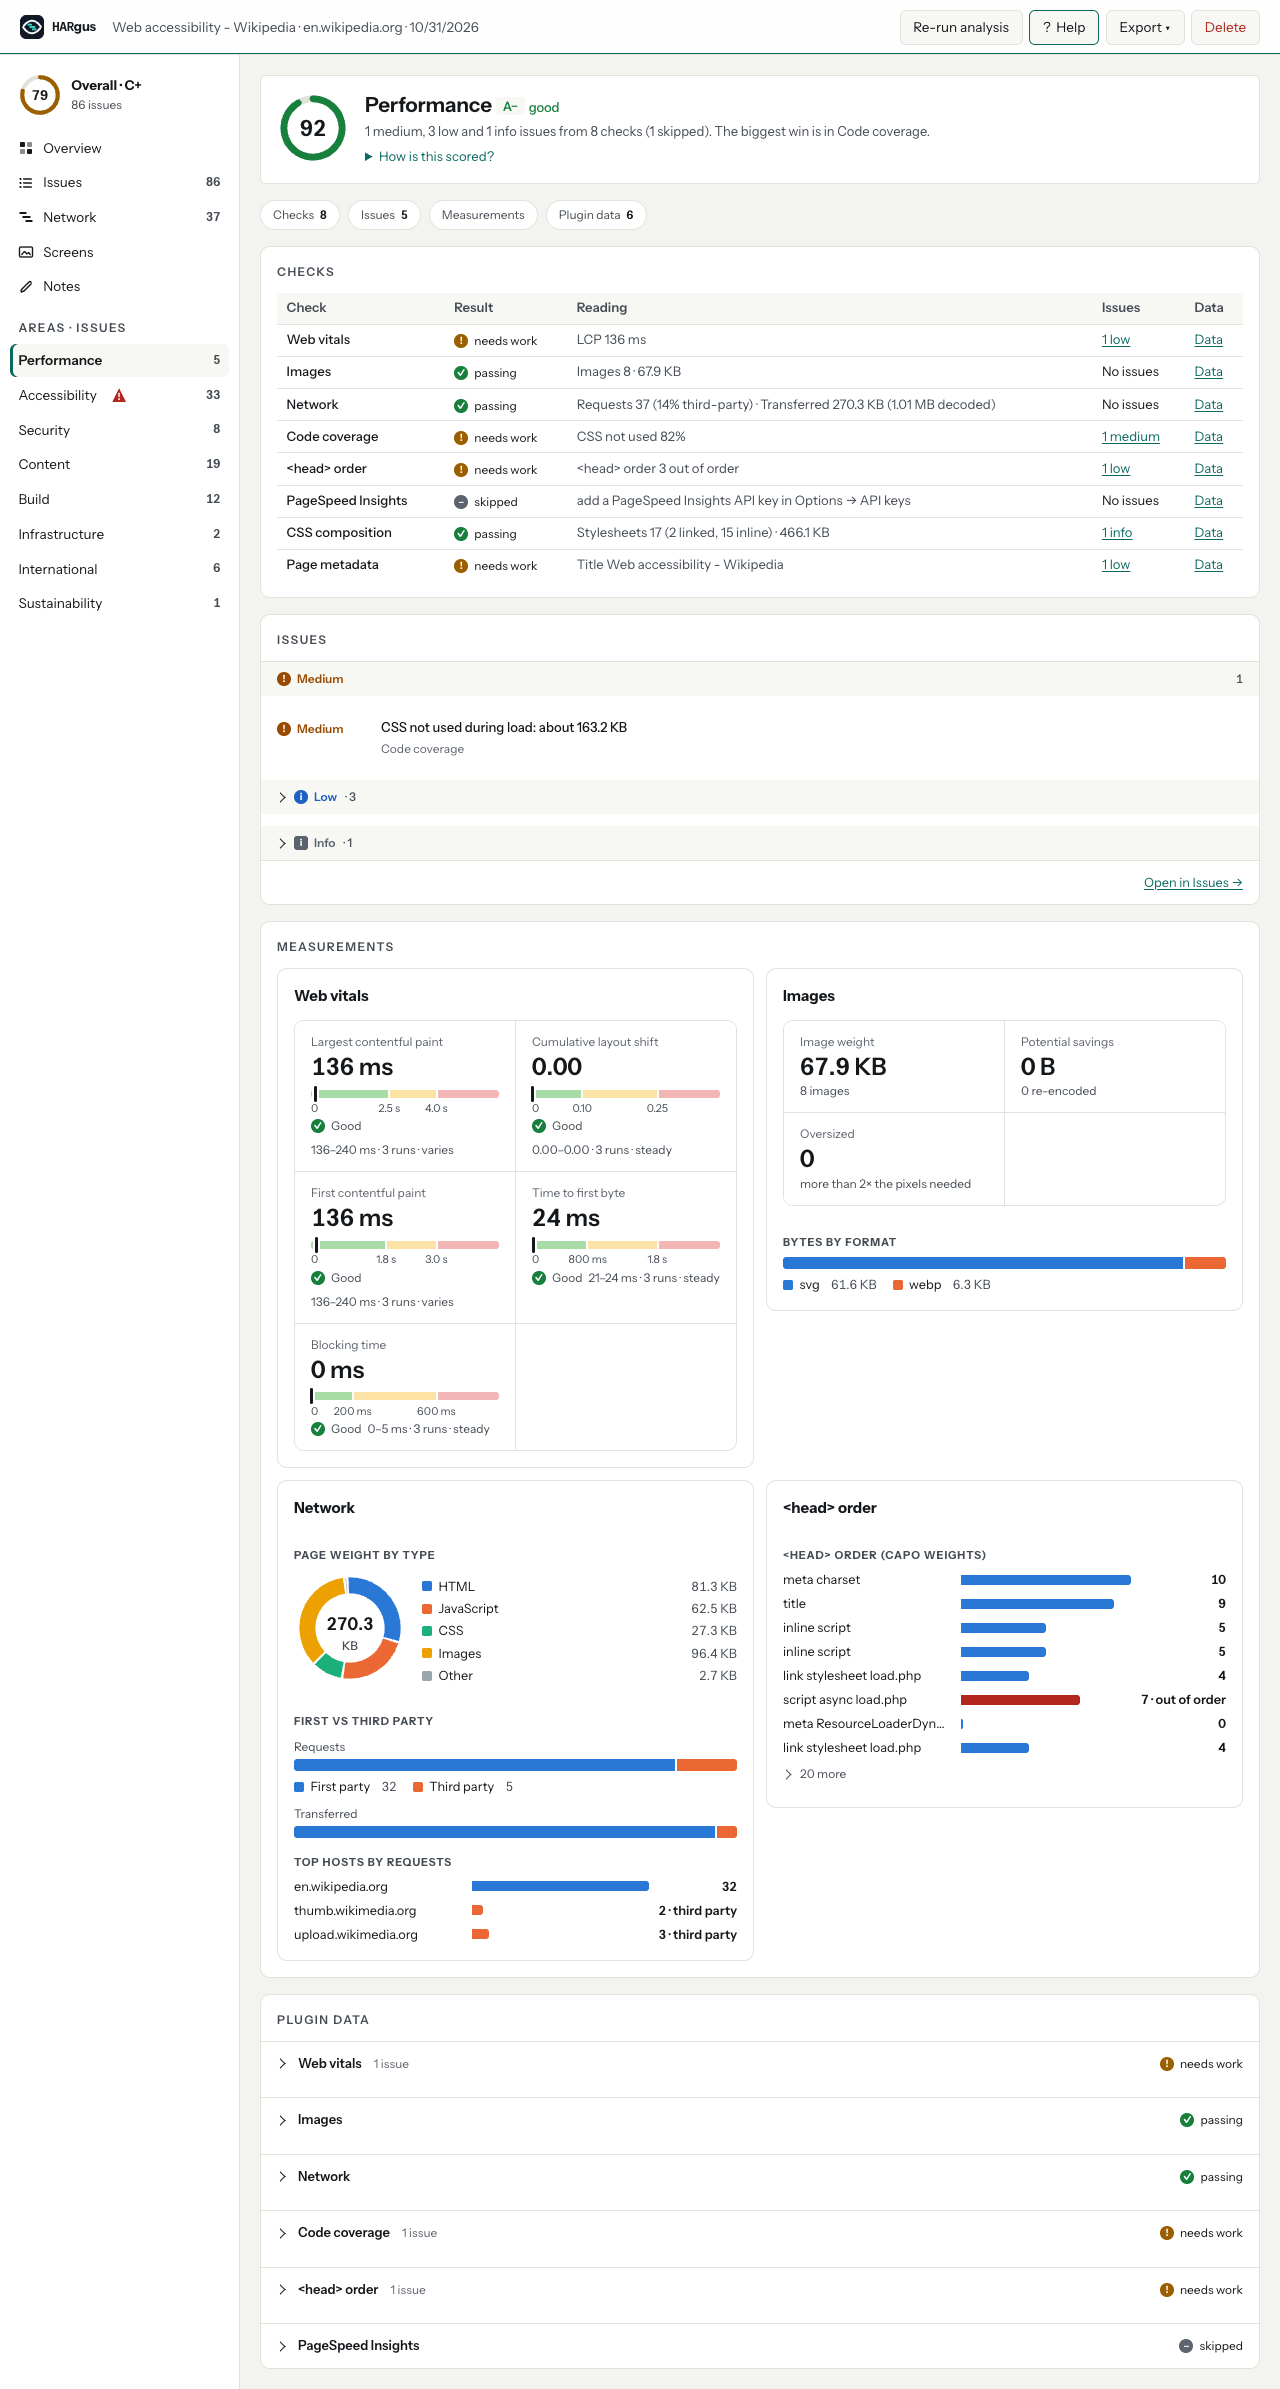 HARgus
Web accessibility - Wikipedia · en.wikipedia.org · 10/31/2026
Re-run analysis
? Help
Export ▾
Delete
79
Overall · C+
86 issues
Overview
Issues 86
Network 37
Screens
Notes
AREAS · ISSUES
Performance 5
Accessibility 33
Security 8
Content 19
Build 12
Infrastructure 2
International 6
Sustainability 1
92
Performance A− good
1 medium, 3 low and 1 info issues from 8 checks (1 skipped). The biggest win is in Code coverage.
How is this scored?
Checks 8
Issues 5
Measurements
Plugin data 6
CHECKS
Check Result Reading Issues Data
Web vitals needs work LCP 136 ms 1 low Data
Images passing Images 8 · 67.9 KB No issues Data
Network passing Requests 37 (14% third-party) · Transferred 270.3 KB (1.01 MB decoded) No issues Data
Code coverage needs work CSS not used 82% 1 medium Data
<head> order needs work <head> order 3 out of order 1 low Data
PageSpeed Insights skipped add a PageSpeed Insights API key in Options → API keys No issues Data
CSS composition passing Stylesheets 17 (2 linked, 15 inline) · 466.1 KB 1 info Data
Page metadata needs work Title Web accessibility - Wikipedia 1 low Data
ISSUES
Medium 1
Medium CSS not used during load: about 163.2 KB
Code coverage
Low · 3
Info · 1
Open in Issues →
MEASUREMENTS
Web vitals
Largest contentful paint
136 ms
0 2.5 s 4.0 s
Good
136–240 ms · 3 runs · varies
Cumulative layout shift
0.00
0 0.10 0.25
Good
0.00–0.00 · 3 runs · steady
First contentful paint
136 ms
0 1.8 s 3.0 s
Good
136–240 ms · 3 runs · varies
Time to first byte
24 ms
0 800 ms 1.8 s
Good 21–24 ms · 3 runs · steady
Blocking time
0 ms
0 200 ms 600 ms
Good 0–5 ms · 3 runs · steady
Images
Image weight
67.9 KB
8 images
Potential savings
0 B
0 re-encoded
Oversized
0
more than 2× the pixels needed
BYTES BY FORMAT
svg 61.6 KB webp 6.3 KB
Network
PAGE WEIGHT BY TYPE
270.3
KB
HTML 81.3 KB
JavaScript 62.5 KB
CSS 27.3 KB
Images 96.4 KB
Other 2.7 KB
FIRST VS THIRD PARTY
Requests
First party 32 Third party 5
Transferred
TOP HOSTS BY REQUESTS
en.wikipedia.org 32
thumb.wikimedia.org 2 · third party
upload.wikimedia.org 3 · third party
<head> order
<HEAD> ORDER (CAPO WEIGHTS)
meta charset 10
title 9
inline script 5
inline script 5
link stylesheet load.php 4
script async load.php 7 · out of order
meta ResourceLoaderDyn... 0
link stylesheet load.php 4
20 more
PLUGIN DATA
Web vitals 1 issue needs work
Images passing
Network passing
Code coverage 1 issue needs work
<head> order 1 issue needs work
PageSpeed Insights skipped